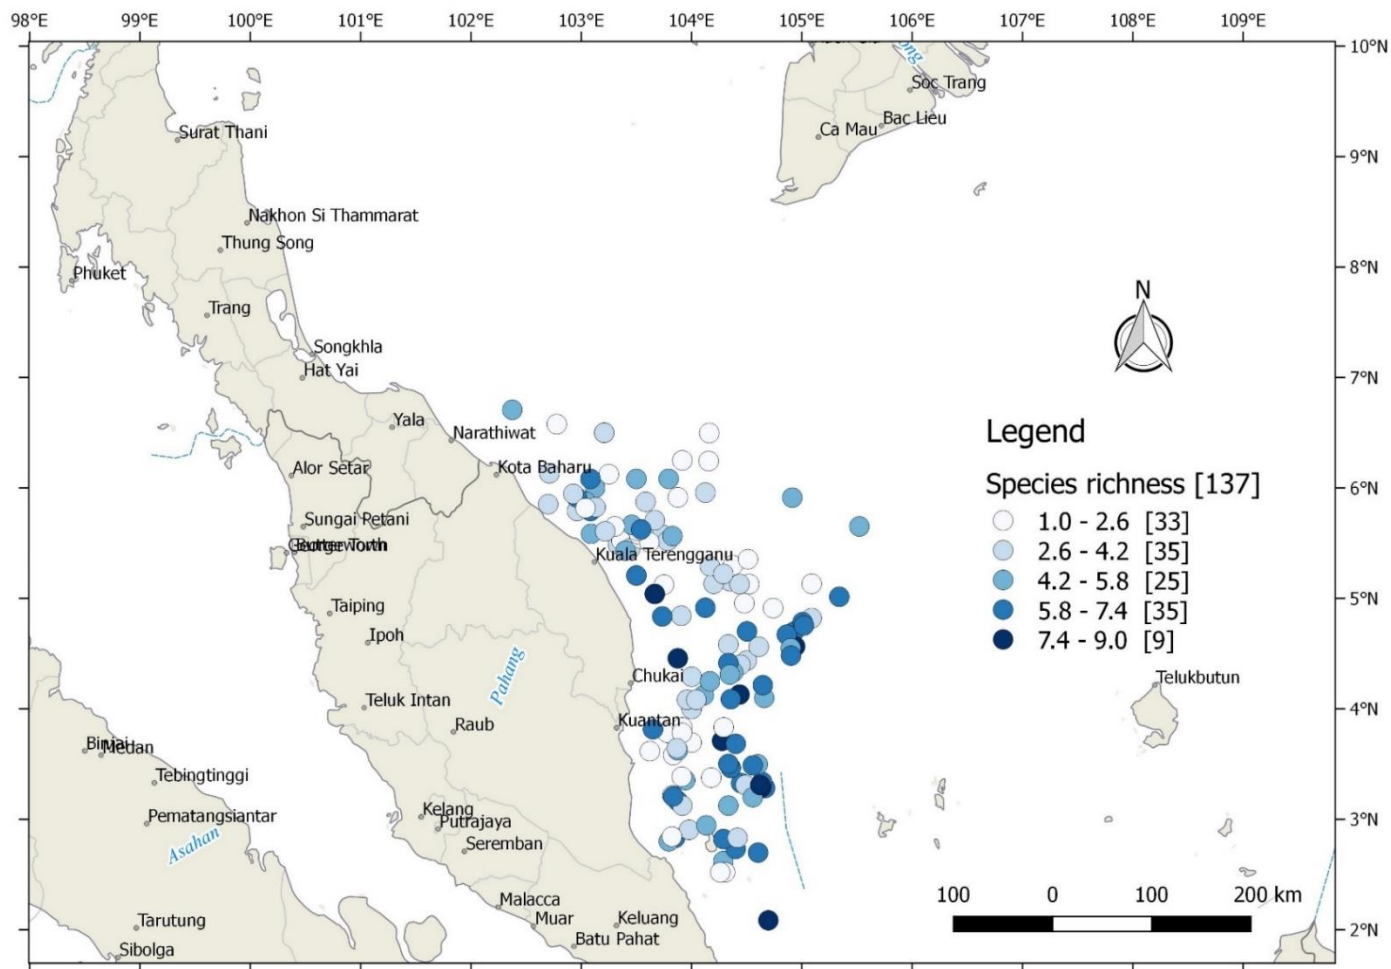 98°E 99°E 100°E 101°E 102°E 103°E 104°E 105°E 106°E 107°E 108°E 109°E
10°N
Soc Trang
Bac Lieu
Ca Mau
Surat Thani
9°N
Nakhon Si Thammarat
Thung Song
8°N
Phuket
N
Trang
Songkhla
Hat Yai
7°N
Yala
Narathiwat
Legend
Kota Baharu
Alor Setar
Species richness [137]
6°N
1.0 - 2.6 [33]
Sungai Petani
2.6 - 4.2 [35]
Kuala Terengganu
4.2 - 5.8 [25]
Taiping
5°N
5.8 - 7.4 [35]
Ipoh
7.4 - 9.0 [9]
Pahang
Chukai
Telukbutun
Teluk Intan
4°N
Raub
Kuantan
Medan
Tebingtinggi
Kelang
Pematangsiantar
Putrajaya
3°N
Asahan
Seremban
100 0 100 200 km
Malacca
Tarutung
Muar
Keluang
2°N
Batu Pahat
Sibolga